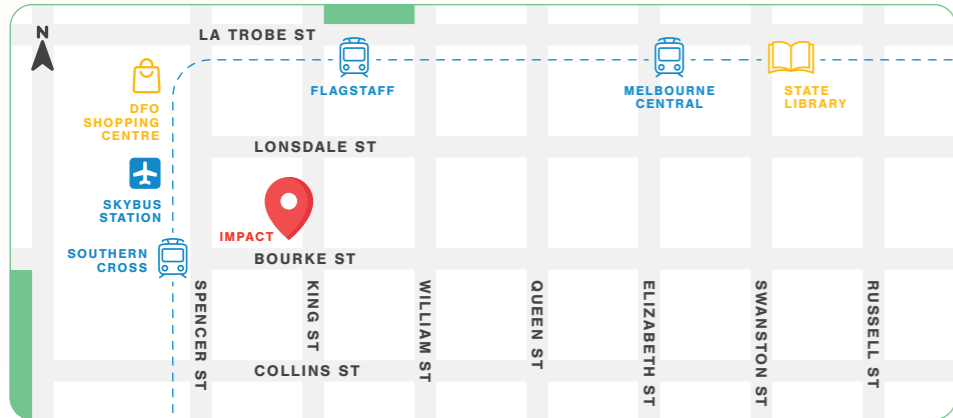 N
LA TROBE ST
FLAGSTAFF
MELBOURNE
CENTRAL
STATE
LIBRARY
DFO
SHOPPING
CENTRE
LONSDALE ST
SKYBUS
STATION
IMPACT
SOUTHERN
CROSS
BOURKE ST
SPENCER ST
KING ST
WILLIAM ST
QUEEN ST
ELIZABETH ST
SWANSTON ST
RUSSELL ST
COLLINS ST